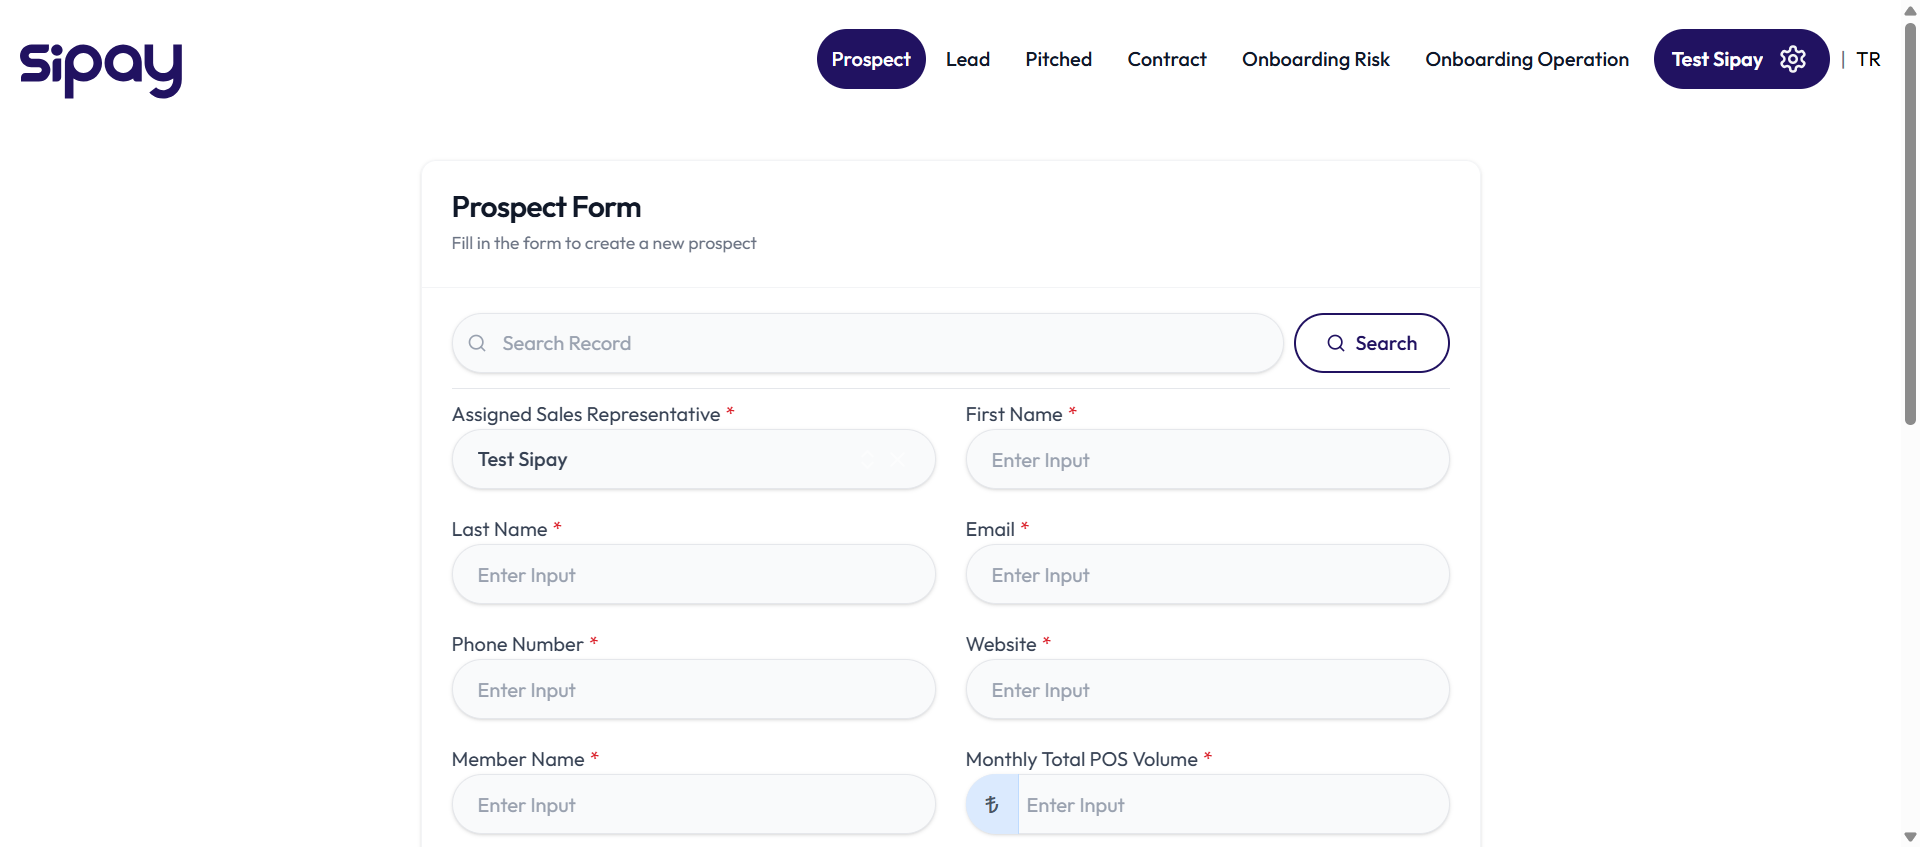 sipay
Prospect
Lead
Pitched
Contract
Onboarding Risk
Onboarding Operation
Test Sipay
| TR
Prospect Form
Fill in the form to create a new prospect
Search Record
Search
Assigned Sales Representative *
Test Sipay
First Name *
Enter Input
Last Name *
Enter Input
Email *
Enter Input
Phone Number *
Enter Input
Website *
Enter Input
Member Name *
Enter Input
Monthly Total POS Volume *
₺ Enter Input